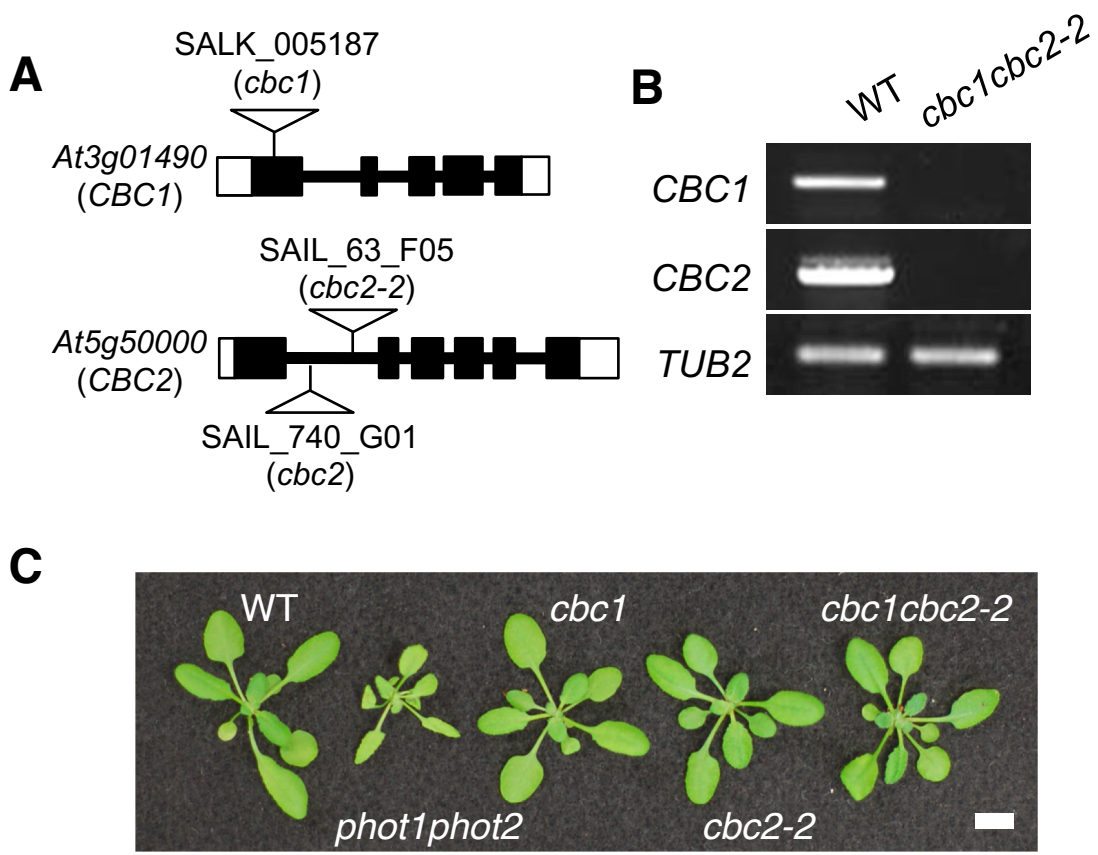 A
SALK_005187
(cbc1)
At3g01490
(CBC1)
SAIL_63_F05
(cbc2-2)
At5g50000
(CBC2)
SAIL_740_G01
(cbc2)
B
WT cbc1cbc2-2
CBC1
CBC2
TUB2
C
WT cbc1 cbc1cbc2-2
phot1phot2 cbc2-2